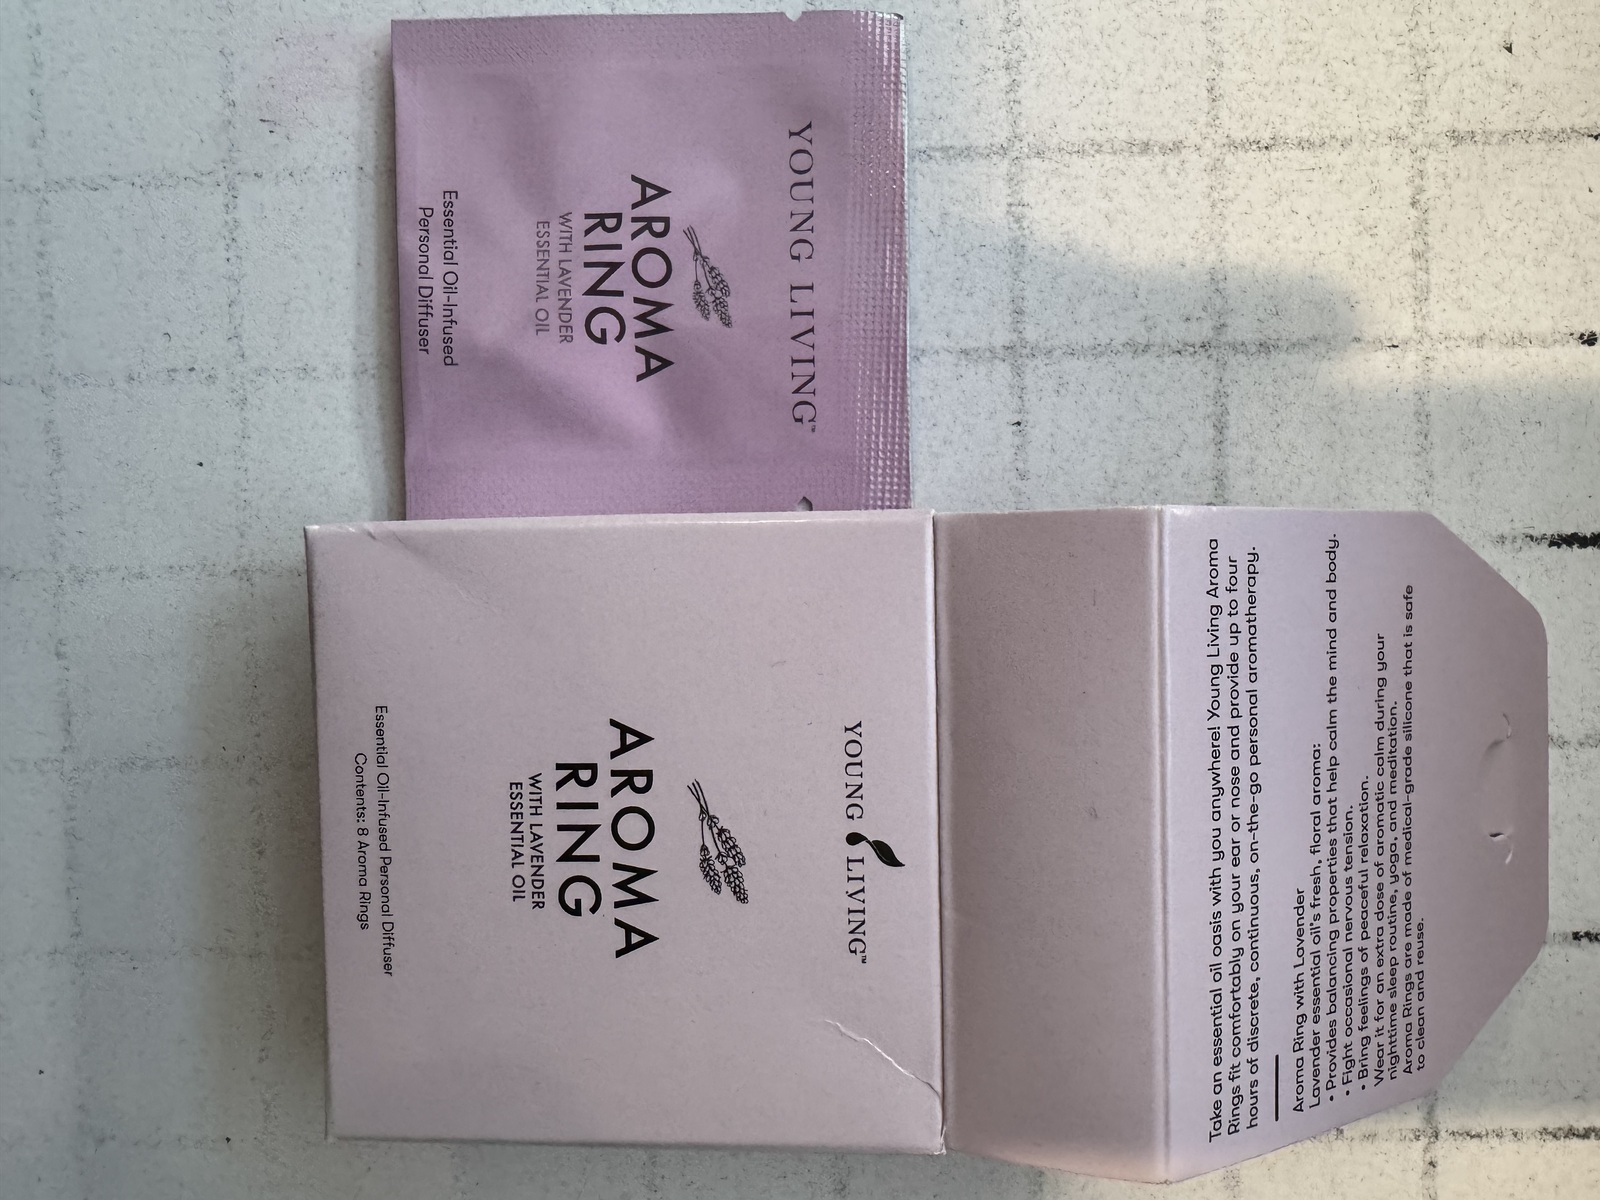 YOUNG LIVING™
AROMA
RING
WITH LAVENDER
ESSENTIAL OIL
Essential Oil-Infused
Personal Diffuser
YOUNG LIVING™
AROMA
RING
WITH LAVENDER
ESSENTIAL OIL
Essential Oil-Infused Personal Diffuser
Contents: 8 Aroma Rings
Take an essential oil oasis with you anywhere! Young Living Aroma
Rings fit comfortably on your ear or nose and provide up to four
hours of discrete, continuous, on-the-go personal aromatherapy.
Aroma Ring with Lavender
Lavender essential oil's fresh, floral aroma:
• Provides balancing properties that help calm the mind and body.
• Fight occasional nervous tension.
• Bring feelings of peaceful relaxation.
Wear it for an extra dose of aromatic calm during your
nighttime sleep routine, yoga, and meditation.
Aroma Rings are made of medical-grade silicone that is safe
to clean and reuse.